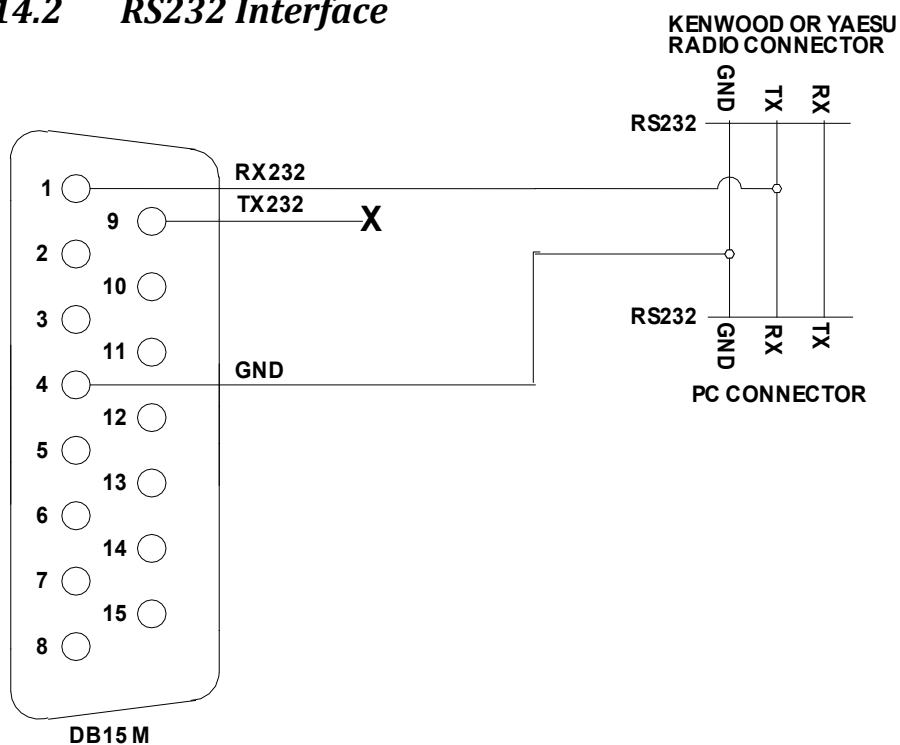 14.2 RS232 Interface
KENWOOD OR YAESU
RADIO CONNECTOR
GND TX RX
RS232
1 RX232
9 TX232 X
2
10
3
RS232
GND RX TX
11
4 GND
PC CONNECTOR
12
5
13
6
14
7
15
8
DB15 M